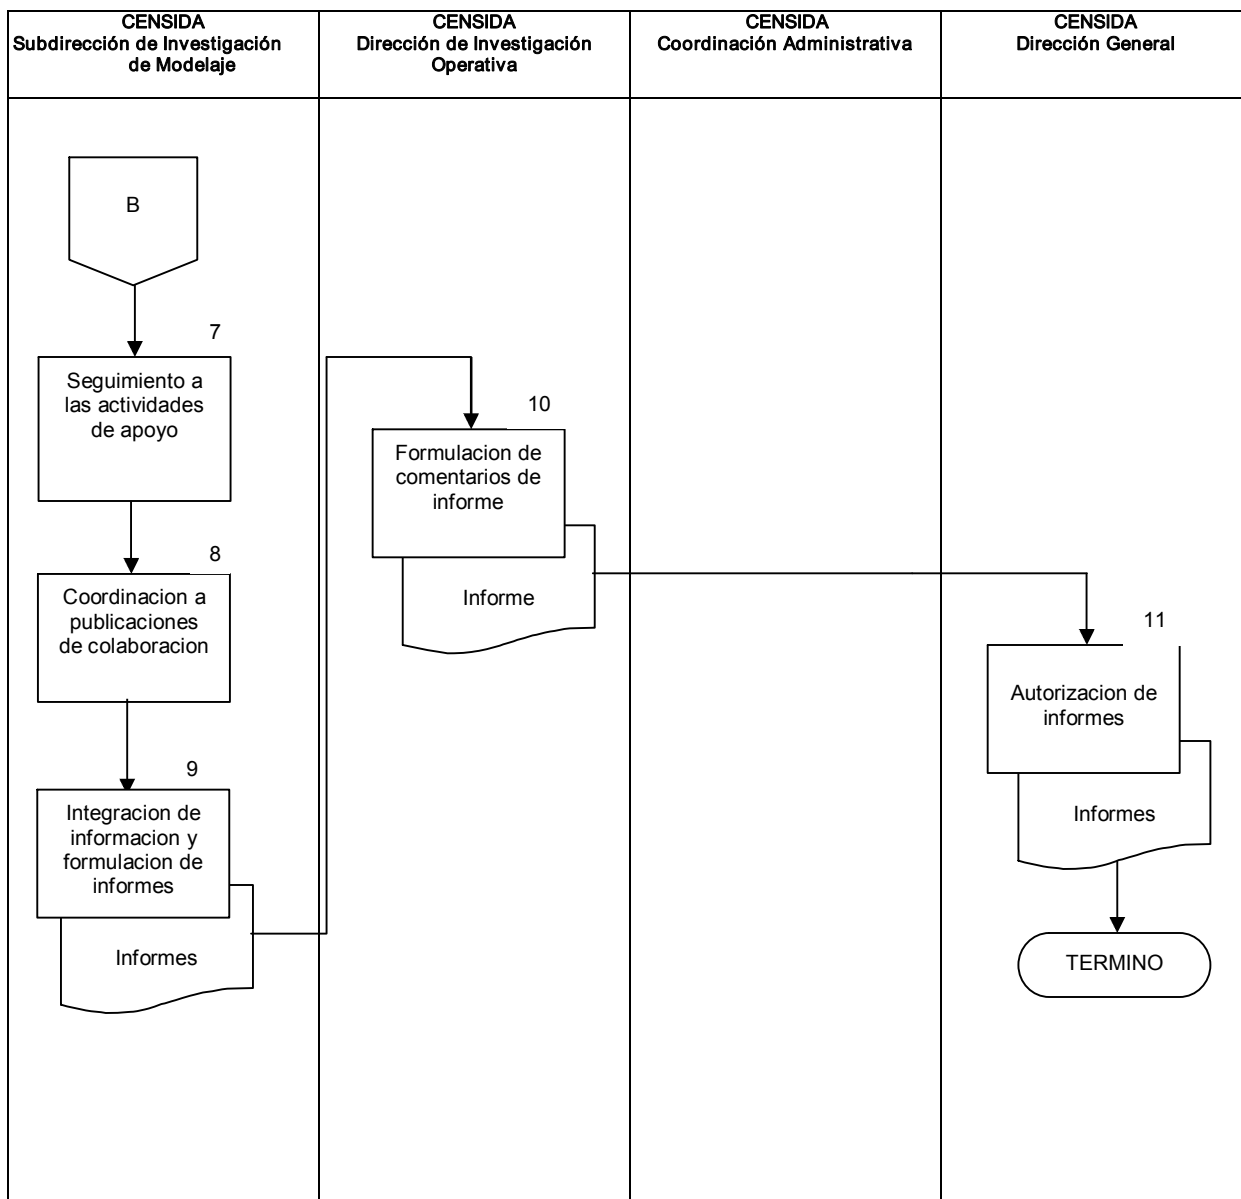 CENSIDA
Subdirección de Investigación
de Modelaje
CENSIDA
Dirección de Investigación
Operativa
CENSIDA
Coordinación Administrativa
CENSIDA
Dirección General
B
7
Seguimiento a
las actividades
de apoyo
8
Coordinacion a
publicaciones
de colaboracion
9
Integracion de
informacion y
formulacion de
informes
Informes
10
Formulacion de
comentarios de
informe
Informe
11
Autorizacion de
informes
Informes
TERMINO